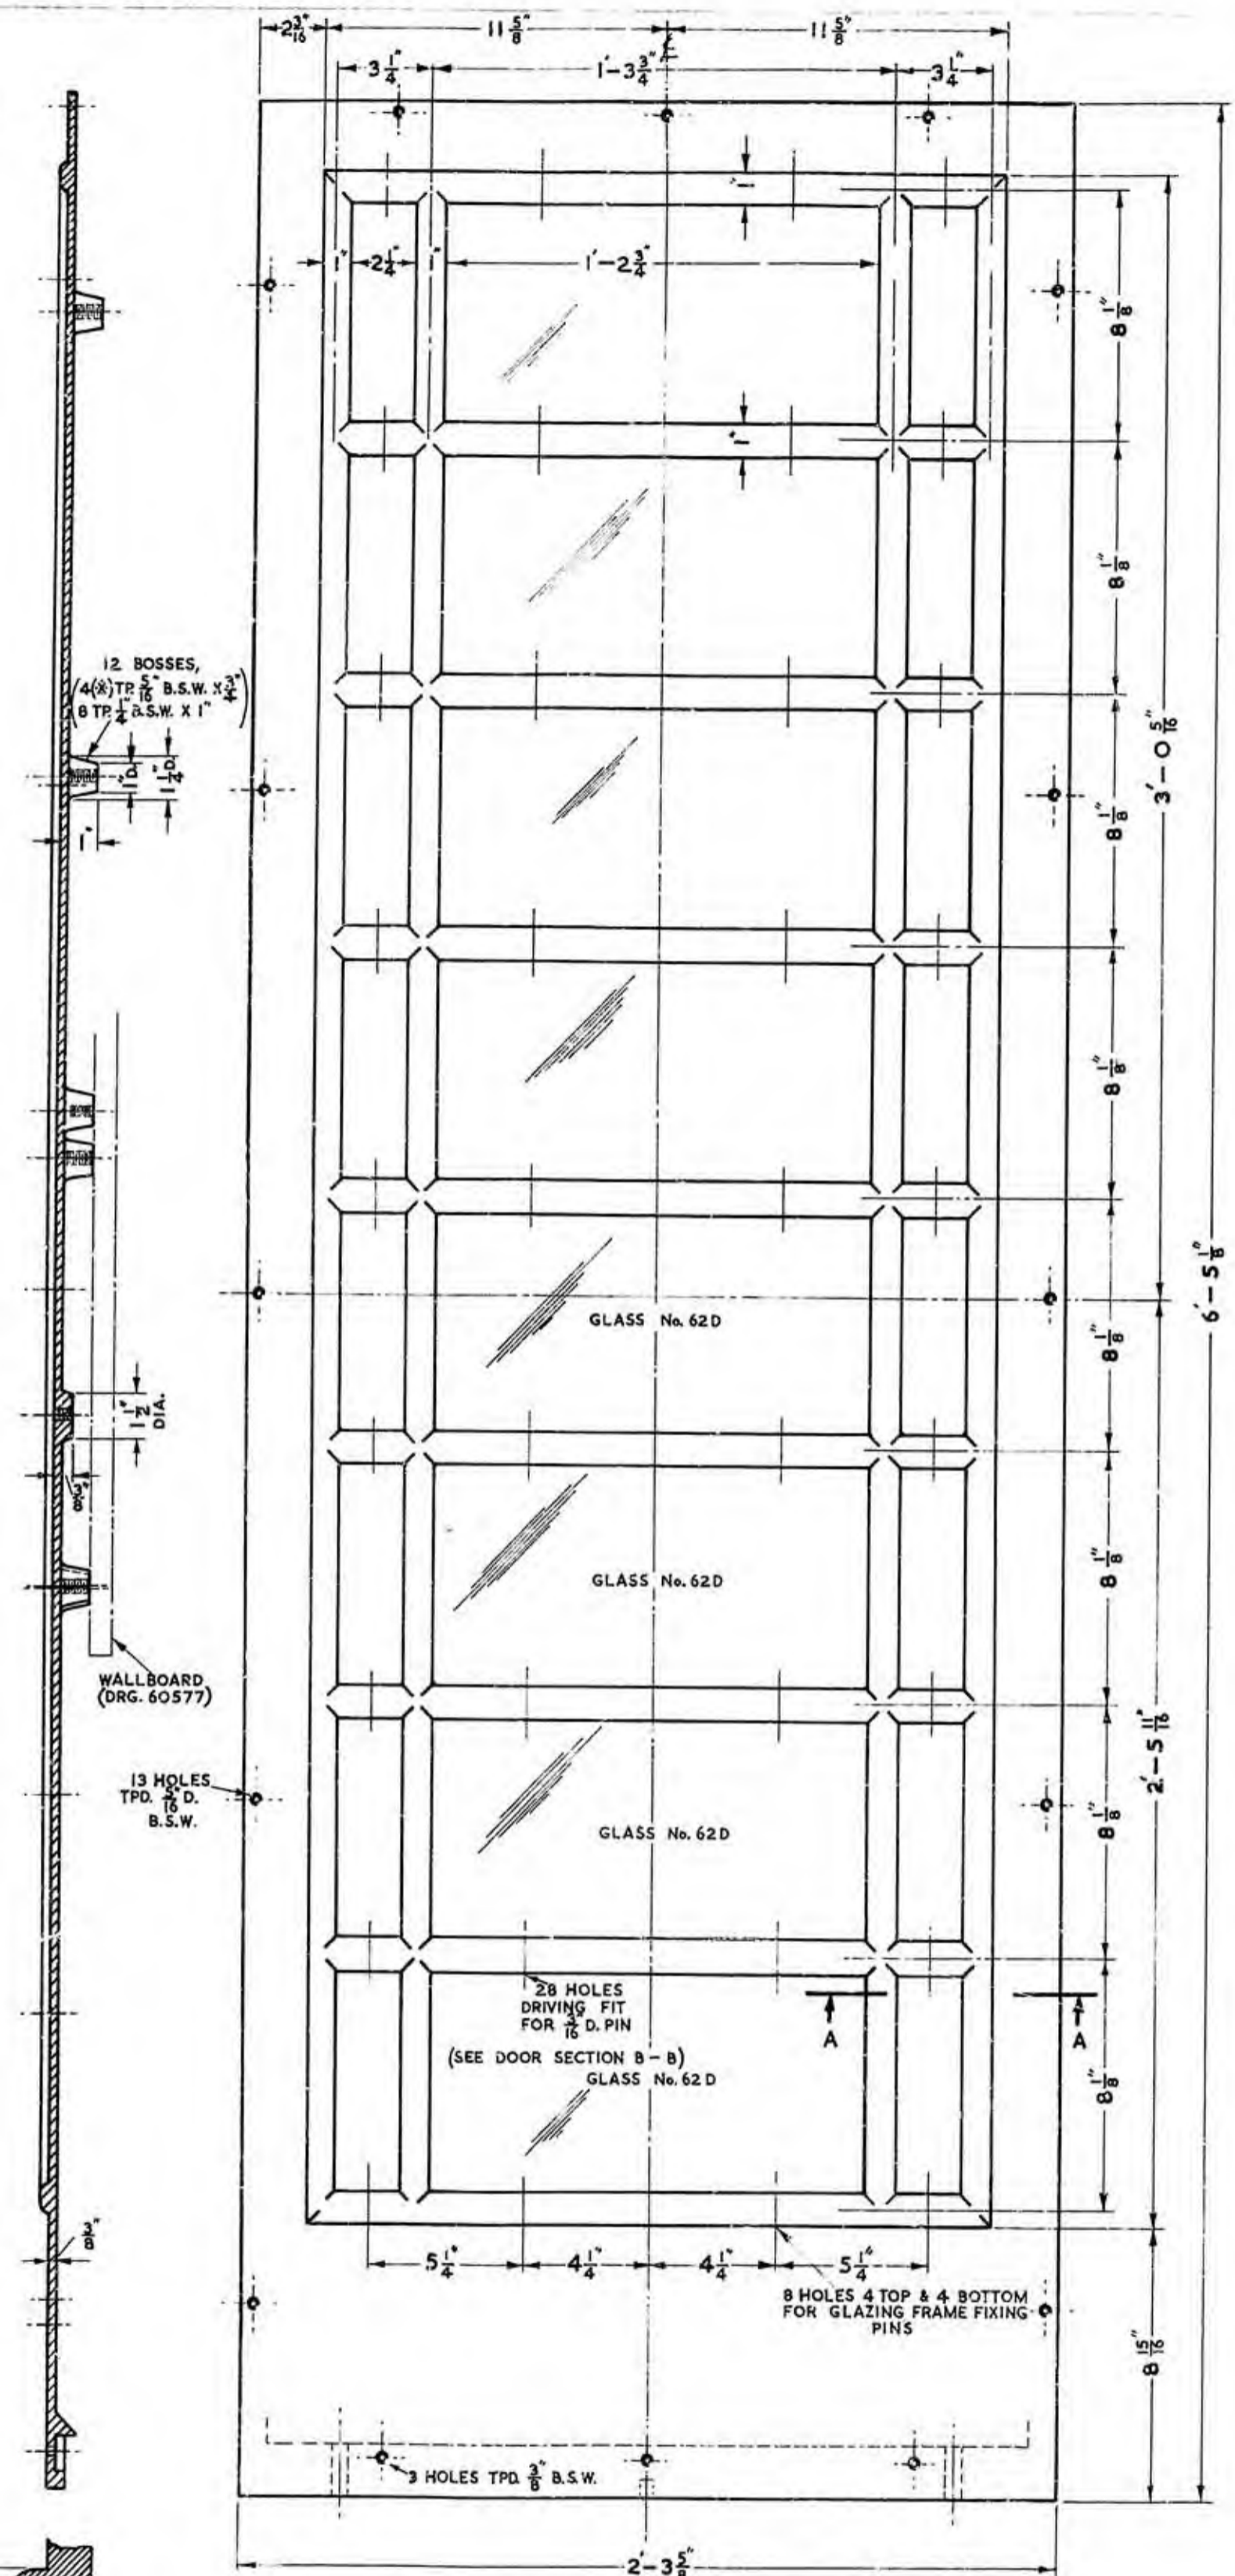 2 3/16" 11 5/8" 11 5/8"
3 1/4" 1'-3 3/4" 3 1/4"
1"
1" 2 1/4" 1" 1'-2 3/4"
8 1/8"
1"
8 1/8"
12 BOSSES,
4(※) TP. 5/16" B.S.W. X 3/4"
8 TP. 1/4" B.S.W. X 1"
1" D. 1 1/4" D.
1"
8 1/8"
3'-0 5/16"
8 1/8"
6'-5 1/8"
GLASS No. 62D
8 1/8"
1 1/2"
DIA.
3/8"
GLASS No. 62D
8 1/8"
WALLBOARD
(DRG. 60577)
2'-5 11/16"
13 HOLES
TPD. 5/16" D.
B.S.W.
GLASS No. 62D
8 1/8"
28 HOLES
DRIVING FIT
FOR 3/16" D. PIN
A A
(SEE DOOR SECTION B-B)
GLASS No. 62D
8 1/8"
3/8"
5 1/4" 4 1/4" 4 1/4" 5 1/4"
8 HOLES 4 TOP & 4 BOTTOM
FOR GLAZING FRAME FIXING
PINS
8 15/16"
3 HOLES TPD. 3/8" B.S.W.
2'-3 5/8"